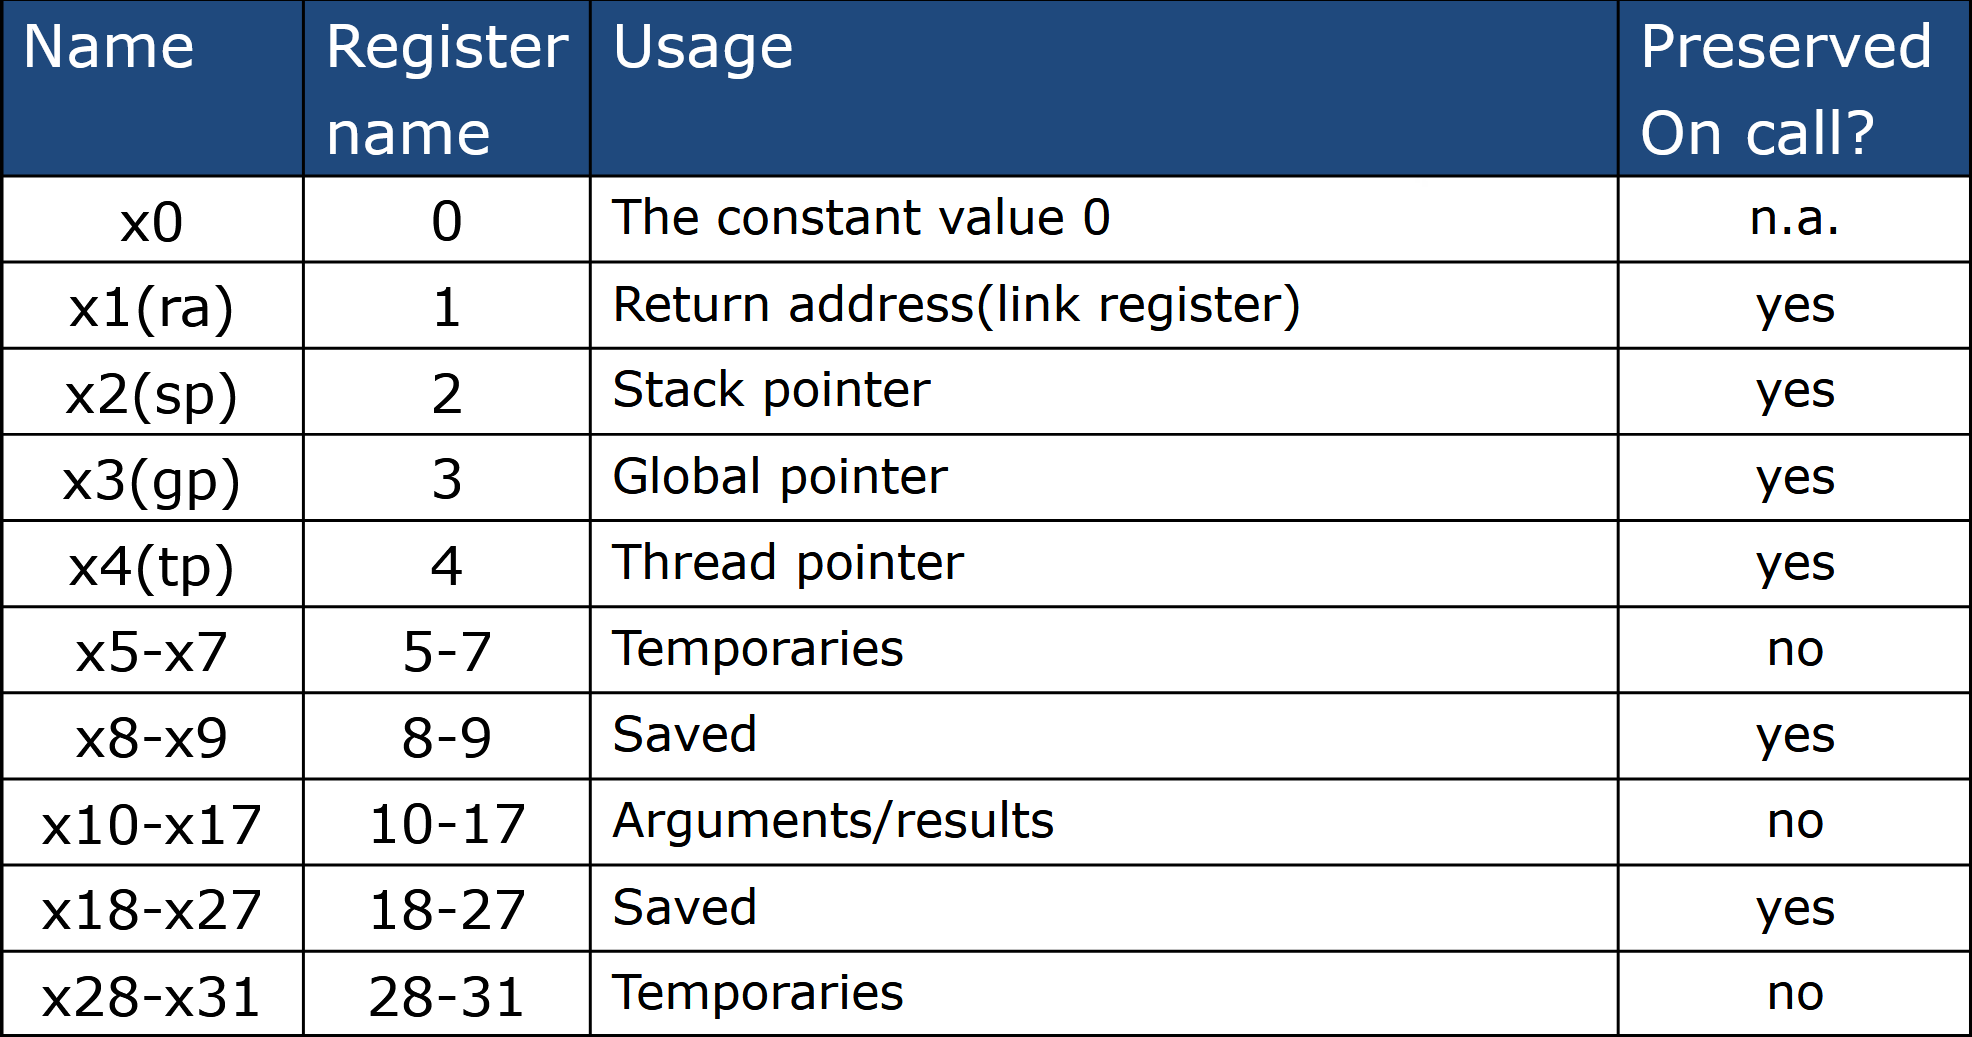 Name Register name Usage Preserved On call?
x0 0 The constant value 0 n.a.
x1(ra) 1 Return address(link register) yes
x2(sp) 2 Stack pointer yes
x3(gp) 3 Global pointer yes
x4(tp) 4 Thread pointer yes
x5-x7 5-7 Temporaries no
x8-x9 8-9 Saved yes
x10-x17 10-17 Arguments/results no
x18-x27 18-27 Saved yes
x28-x31 28-31 Temporaries no